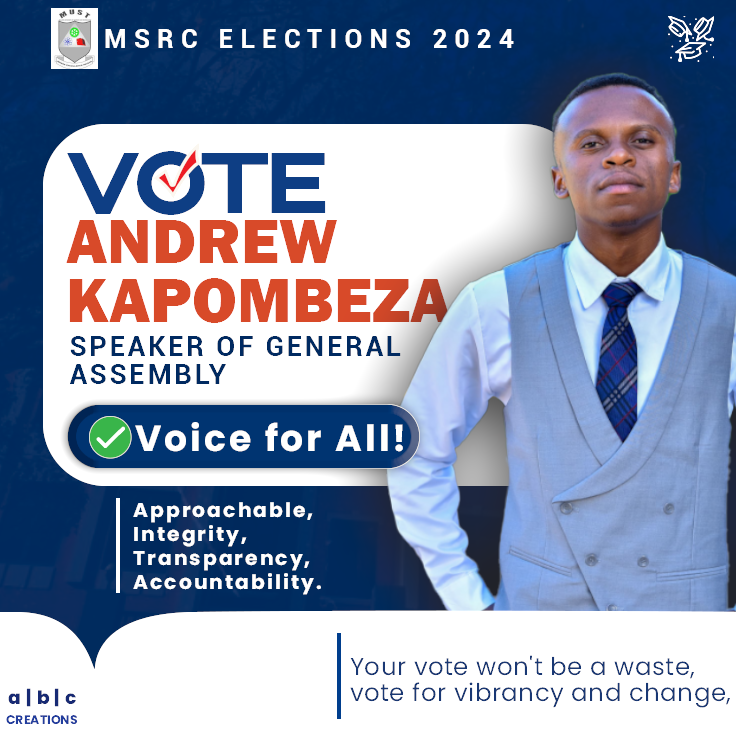 MUST
MSRC ELECTIONS 2024
VOTE
ANDREW
KAPOMBEZA
SPEAKER OF GENERAL
ASSEMBLY
Voice for All!
Approachable,
Integrity,
Transparency,
Accountability.
Your vote won't be a waste,
vote for vibrancy and change,
a|b|c
CREATIONS